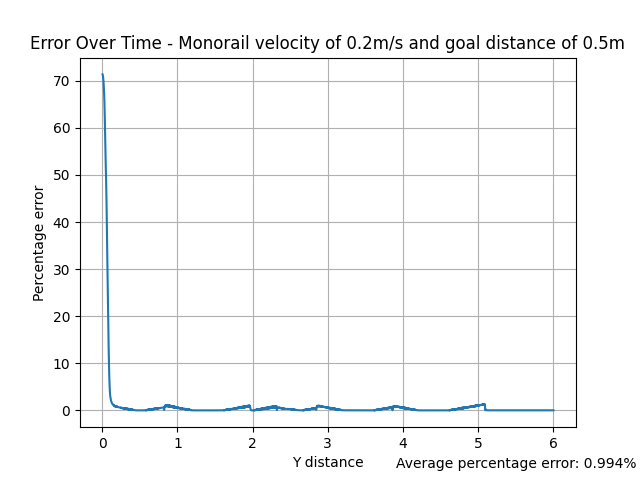 Error Over Time - Monorail velocity of 0.2m/s and goal distance of 0.5m
Percentage error
70
60
50
40
30
20
10
0
0 1 2 3 4 5 6
Y distance
Average percentage error: 0.994%